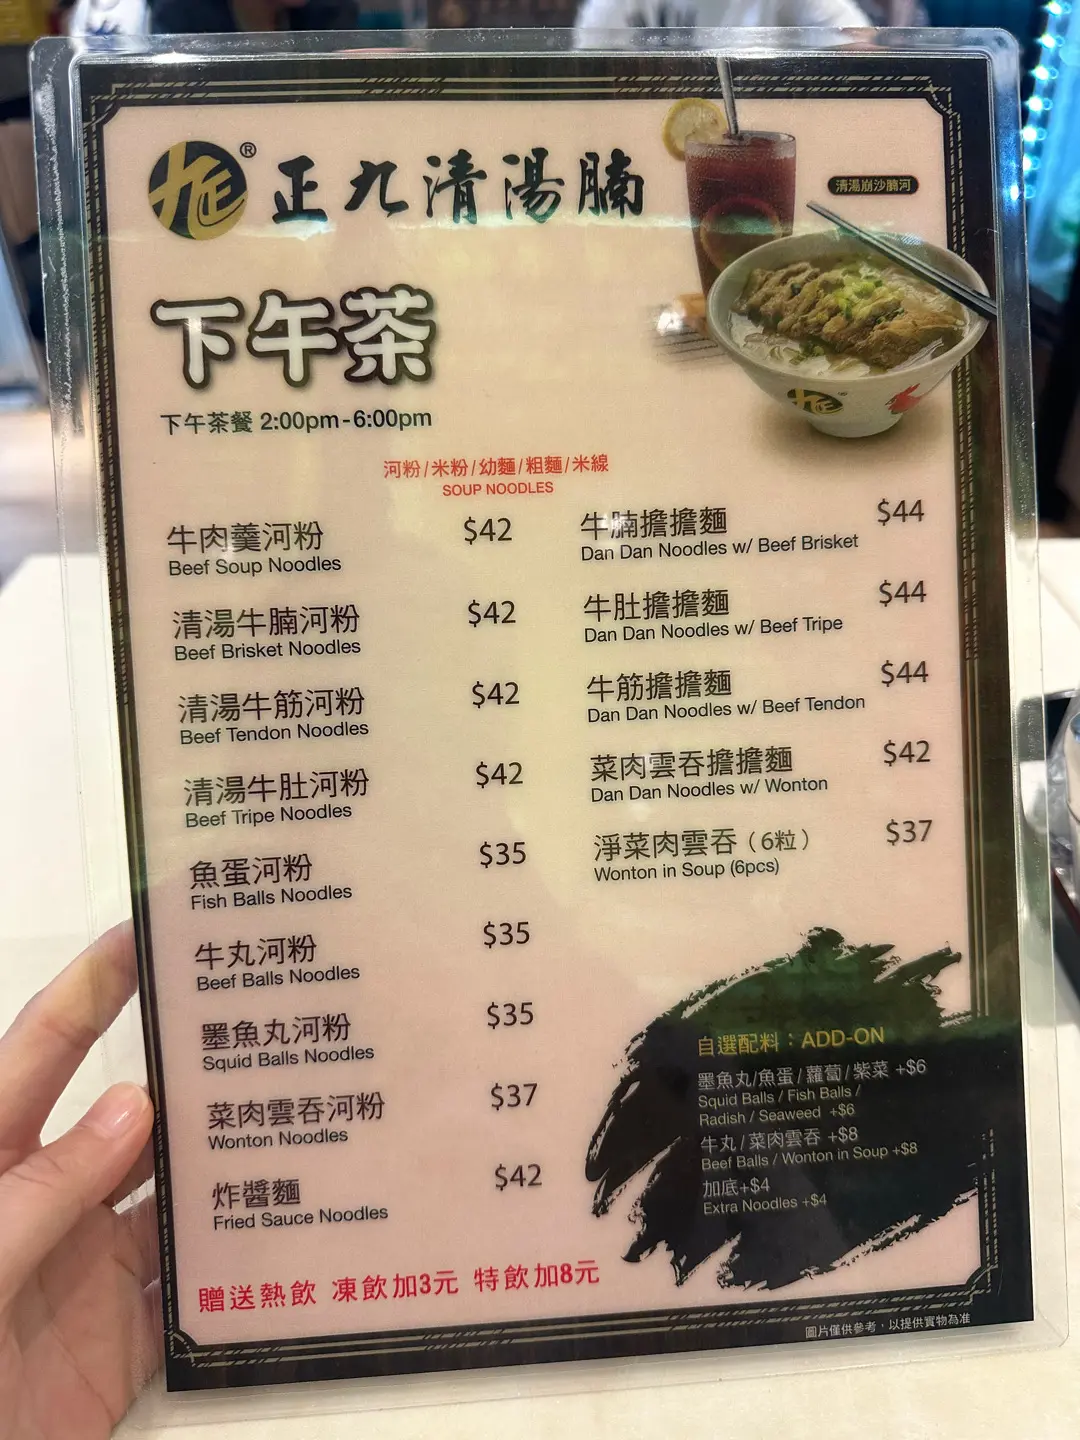 九正®
正九清湯腩
清湯崩沙腩河
下午茶
下午茶餐 2:00pm-6:00pm
河粉/米粉/幼麵/粗麵/米線
SOUP NOODLES
牛肉羹河粉 $42
Beef Soup Noodles
清湯牛腩河粉 $42
Beef Brisket Noodles
清湯牛筋河粉 $42
Beef Tendon Noodles
清湯牛肚河粉 $42
Beef Tripe Noodles
魚蛋河粉 $35
Fish Balls Noodles
牛丸河粉 $35
Beef Balls Noodles
墨魚丸河粉 $35
Squid Balls Noodles
菜肉雲吞河粉 $37
Wonton Noodles
炸醬麵 $42
Fried Sauce Noodles
牛腩擔擔麵 $44
Dan Dan Noodles w/ Beef Brisket
牛肚擔擔麵 $44
Dan Dan Noodles w/ Beef Tripe
牛筋擔擔麵 $44
Dan Dan Noodles w/ Beef Tendon
菜肉雲吞擔擔麵 $42
Dan Dan Noodles w/ Wonton
淨菜肉雲吞（6粒） $37
Wonton in Soup (6pcs)
自選配料：ADD-ON
墨魚丸/魚蛋/蘿蔔/紫菜 +$6
Squid Balls / Fish Balls /
Radish / Seaweed +$6
牛丸/菜肉雲吞 +$8
Beef Balls / Wonton in Soup +$8
加底+$4
Extra Noodles +$4
贈送熱飲 凍飲加3元 特飲加8元
圖片僅供參考，以提供實物為准